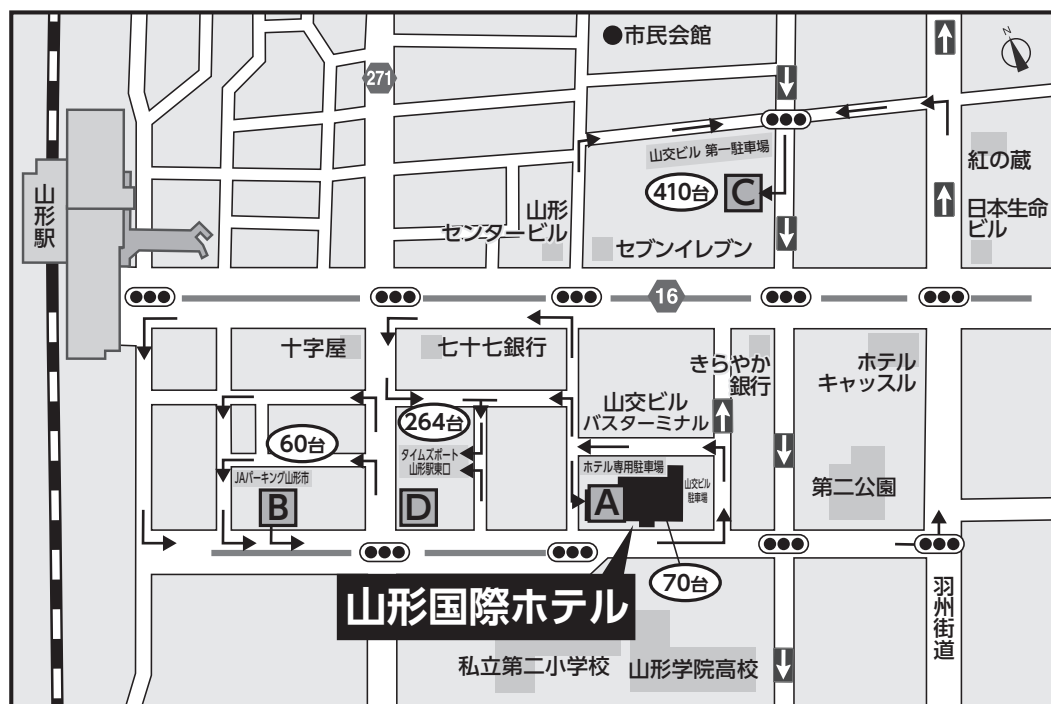 ●市民会館
N
271
山交ビル 第一駐車場
紅の蔵
410台
C
日本生命
ビル
山形
センタービル
セブンイレブン
山形駅
16
十字屋
七十七銀行
きらやか
銀行
ホテル
キャッスル
山交ビル
バスターミナル
264台
60台
タイムズポート
山形駅東口
ホテル専用駐車場
JAパーキング山形市
山交ビル
駐車場
第二公園
B
D
A
70台
山形国際ホテル
羽州街道
私立第二小学校
山形学院高校